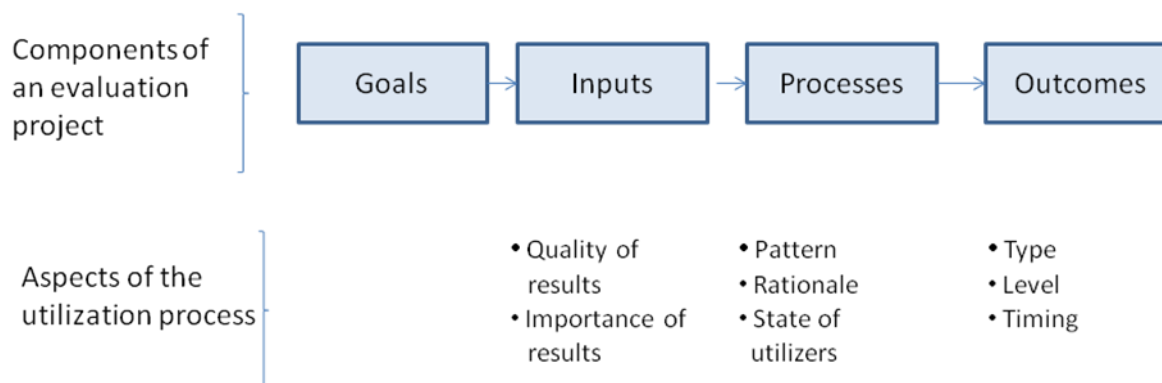 Components of
an evaluation
project
Goals
Inputs
Processes
Outcomes
Aspects of the
utilization process
• Quality of
results
• Importance of
results
• Pattern
• Rationale
• State of
utilizers
• Type
• Level
• Timing